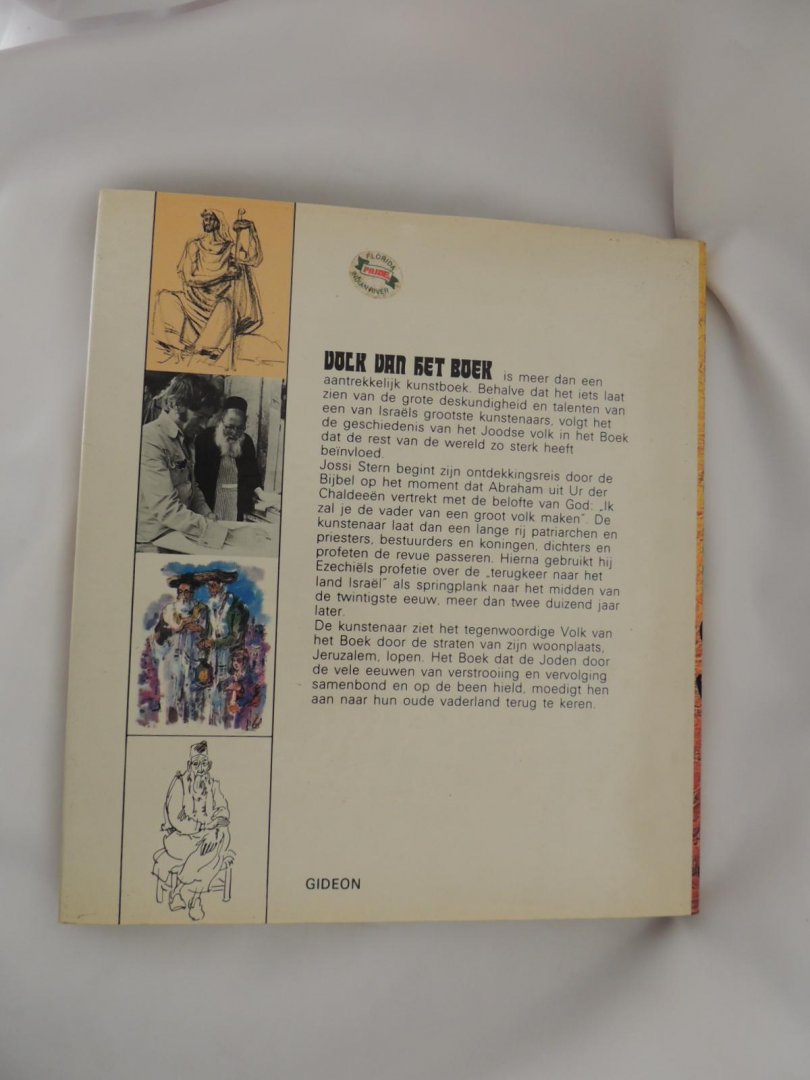 FLORIDA
PRIDE
INDIAN RIVER
VOLK VAN HET BOEK is meer dan een
aantrekkelijk kunstboek. Behalve dat het iets laat
zien van de grote deskundigheid en talenten van
een van Israëls grootste kunstenaars, volgt het
de geschiedenis van het Joodse volk in het Boek
dat de rest van de wereld zo sterk heeft
beïnvloed.
Jossi Stern begint zijn ontdekkingsreis door de
Bijbel op het moment dat Abraham uit Ur der
Chaldeeën vertrekt met de belofte van God: „Ik
zal je de vader van een groot volk maken”. De
kunstenaar laat dan een lange rij patriarchen en
priesters, bestuurders en koningen, dichters en
profeten de revue passeren. Hierna gebruikt hij
Ezechiëls profetie over de „terugkeer naar het
land Israël” als springplank naar het midden van
de twintigste eeuw, meer dan twee duizend jaar
later.
De kunstenaar ziet het tegenwoordige Volk van
het Boek door de straten van zijn woonplaats,
Jeruzalem, lopen. Het Boek dat de Joden door
de vele eeuwen van verstrooiing en vervolging
samenbond en op de been hield, moedigt hen
aan naar hun oude vaderland terug te keren.
GIDEON